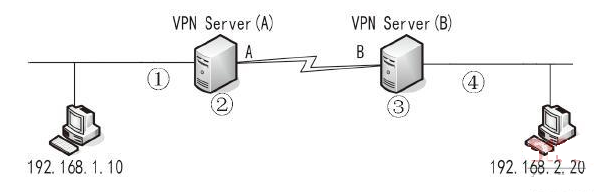 VPN Server(A)
VPN Server(B)
A
B
①
②
③
④
192.168.1.10
192.168.2.20